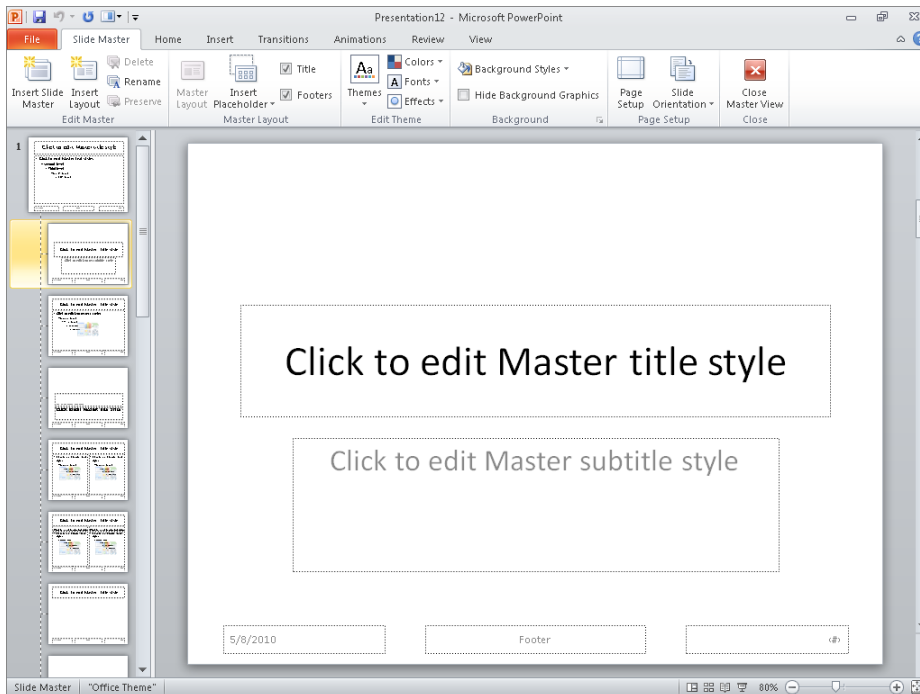 Presentation12 - Microsoft PowerPoint
File Slide Master Home Insert Transitions Animations Review View
Insert Slide Master
Insert Layout
Delete
Rename
Preserve
Edit Master
Master Layout
Insert Placeholder
Title
Footers
Master Layout
Themes
Colors
Fonts
Effects
Edit Theme
Background Styles
Hide Background Graphics
Background
Page Setup
Slide Orientation
Page Setup
Close Master View
Close
1
Click to edit Master title style
Click to edit Master subtitle style
5/8/2010 Footer ‹#›
Slide Master "Office Theme" 80%